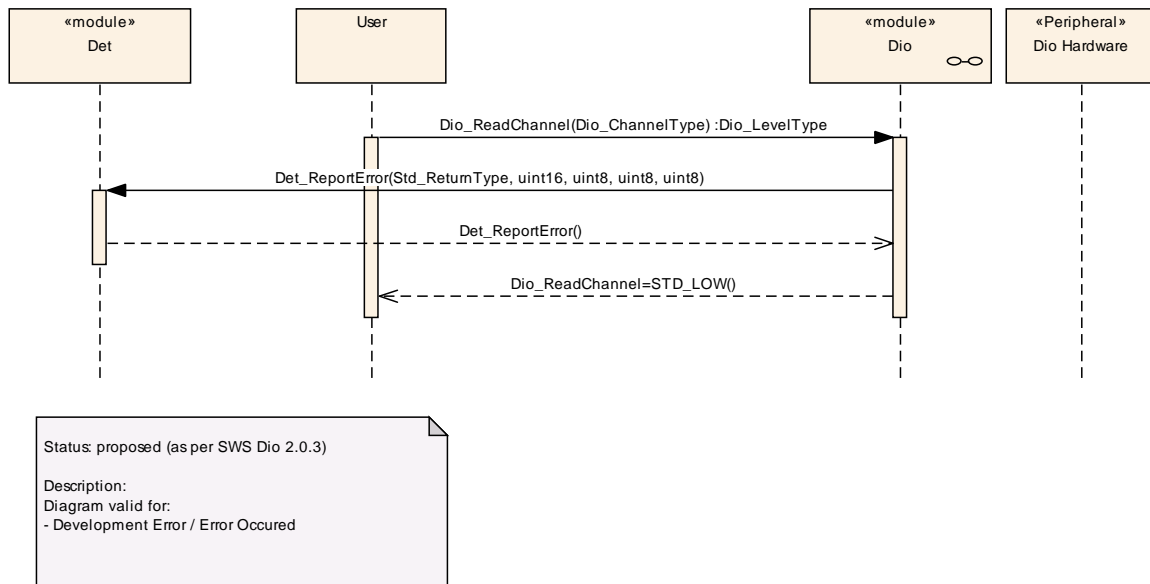 «module»
Det
User
«module»
Dio
«Peripheral»
Dio Hardware
Dio_ReadChannel(Dio_ChannelType) :Dio_LevelType
Det_ReportError(Std_ReturnType, uint16, uint8, uint8, uint8)
Det_ReportError()
Dio_ReadChannel=STD_LOW()
Status: proposed (as per SWS Dio 2.0.3)
Description:
Diagram valid for:
- Development Error / Error Occured